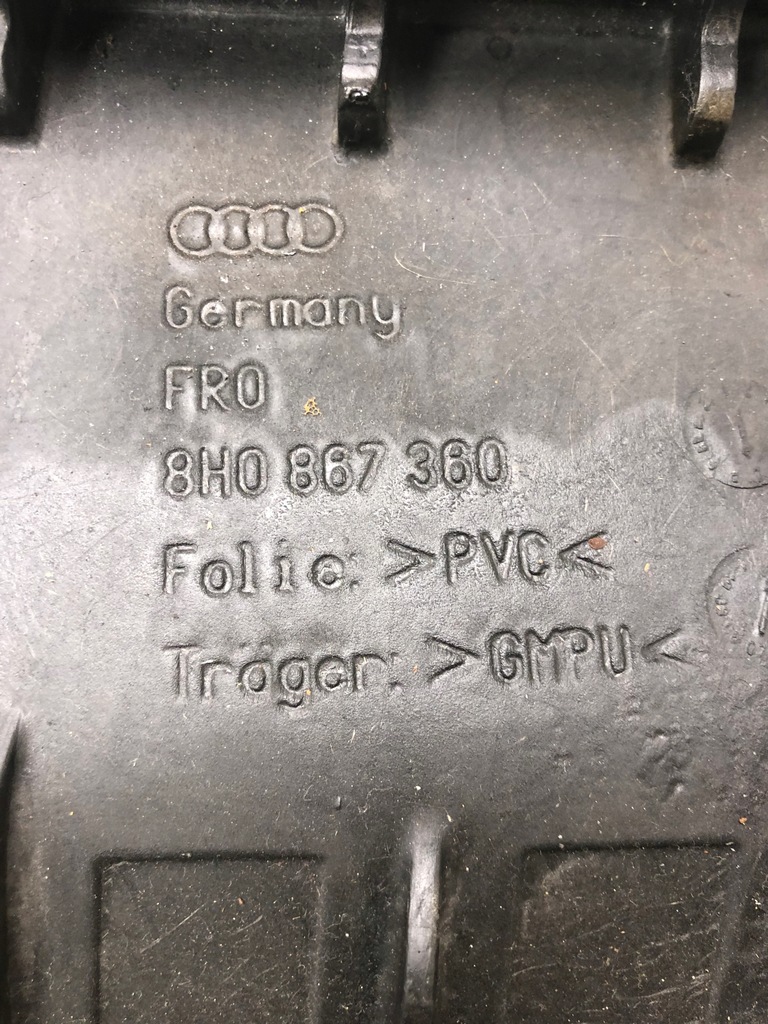 Germany
FRO
8H0 867 360
Folie: >PVC<
Träger: >GMPU<